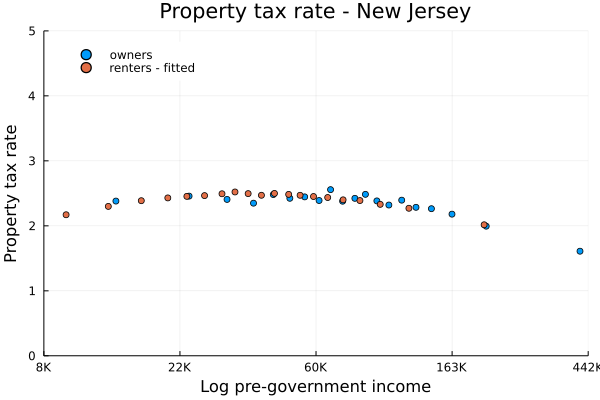 Property tax rate - New Jersey
owners
renters - fitted
Property tax rate
5
4
3
2
1
0
8K 22K 60K 163K 442K
Log pre-government income